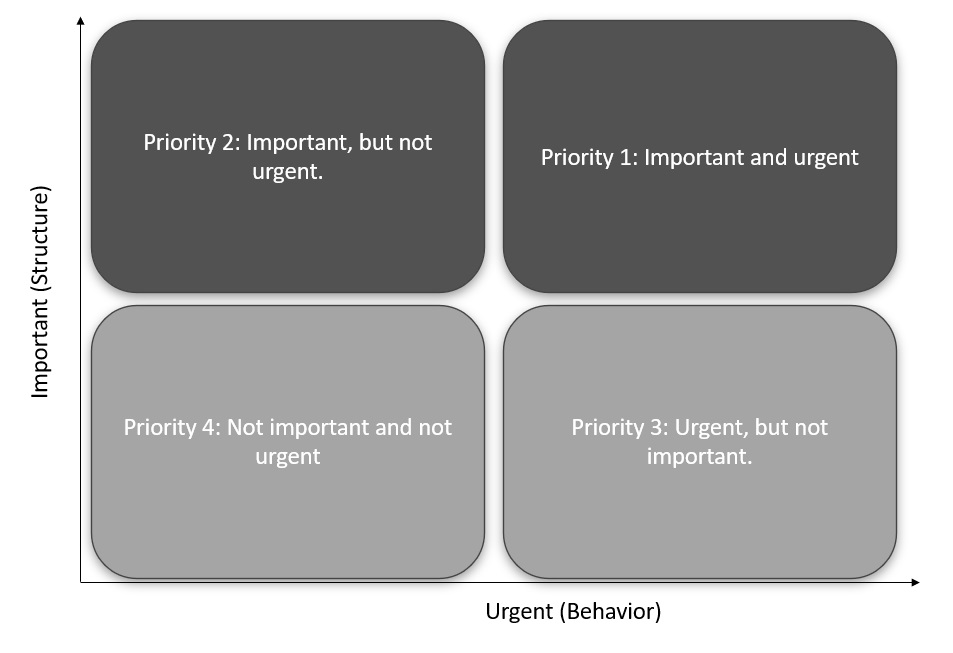 Priority 2: Important, but not
urgent.
Priority 1: Important and urgent
Important (Structure)
Priority 4: Not important and not
urgent
Priority 3: Urgent, but not
important.
Urgent (Behavior)